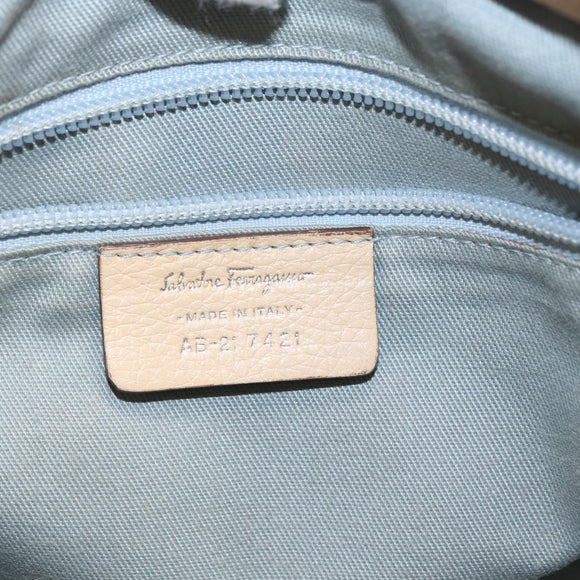 Salvatore Ferragamo
-MADE IN ITALY-
AB-21 7421